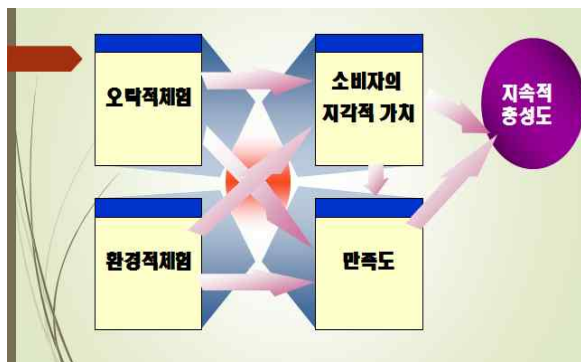 오락적체험
소비자의
지각적 가치
지속적
충성도
환경적체험
만족도